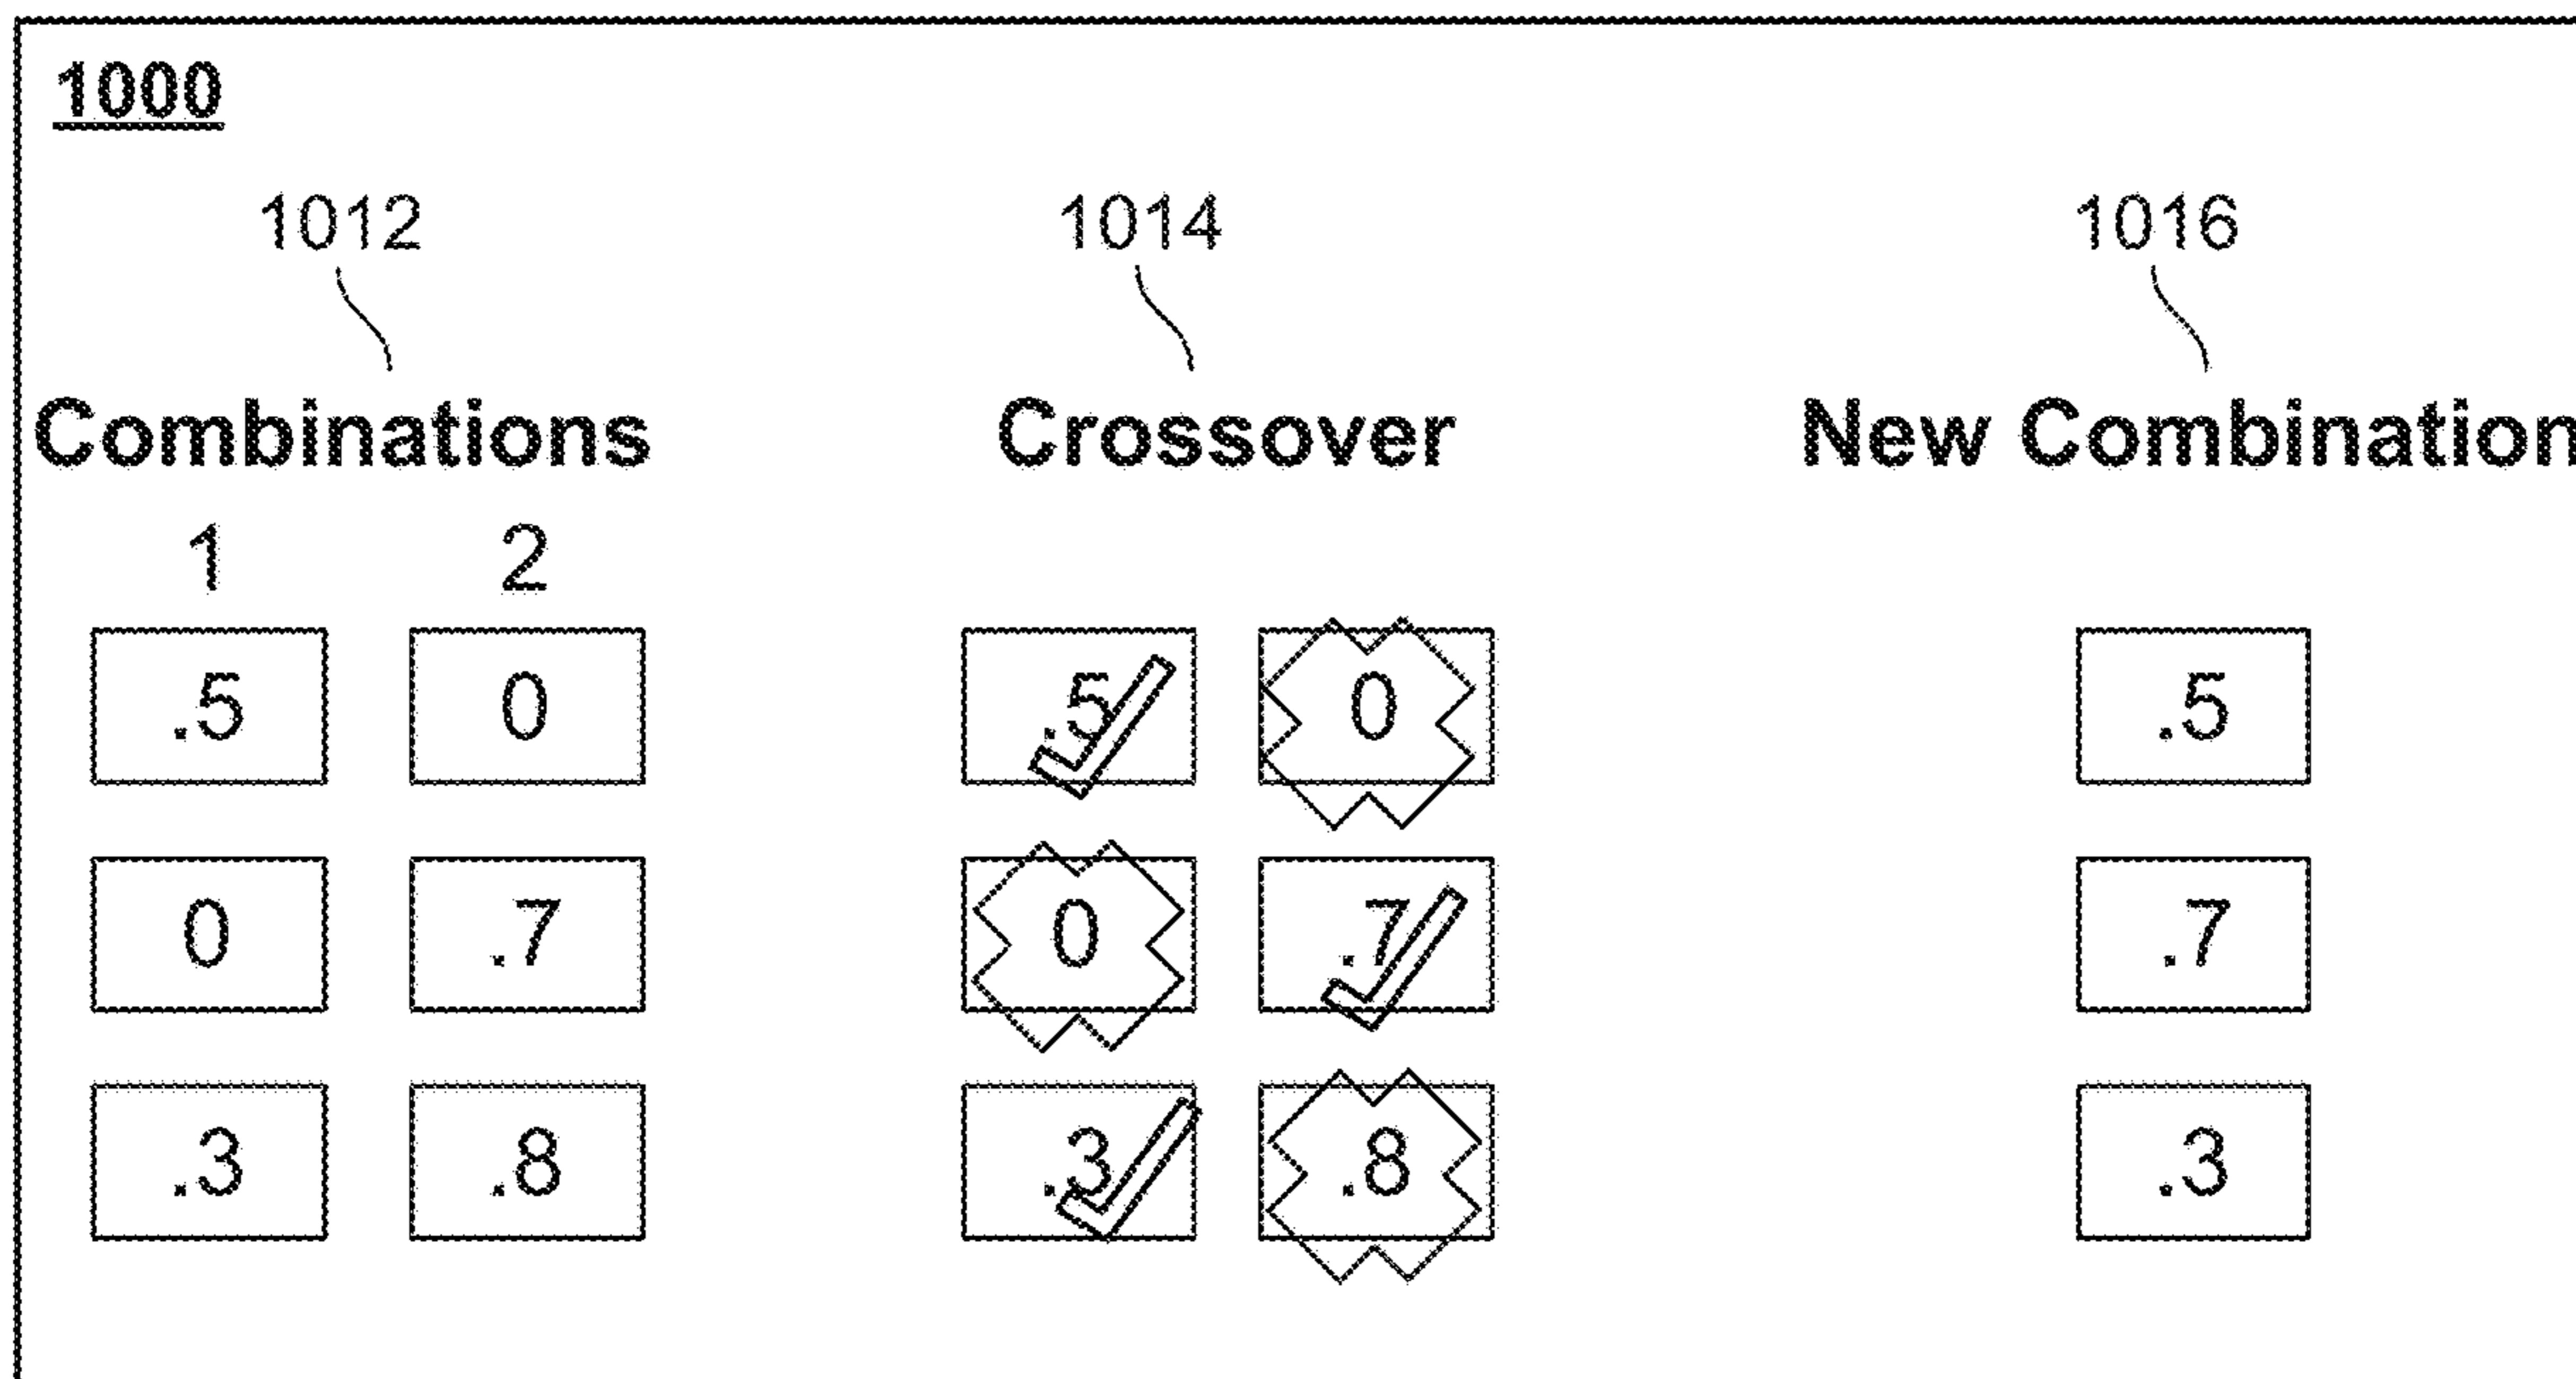 1000
1012 1014 1016
Combinations Crossover New Combination
1 2
.5 0 .5 0 .5
0 .7 0 .7 .7
.3 .8 .3 .8 .3